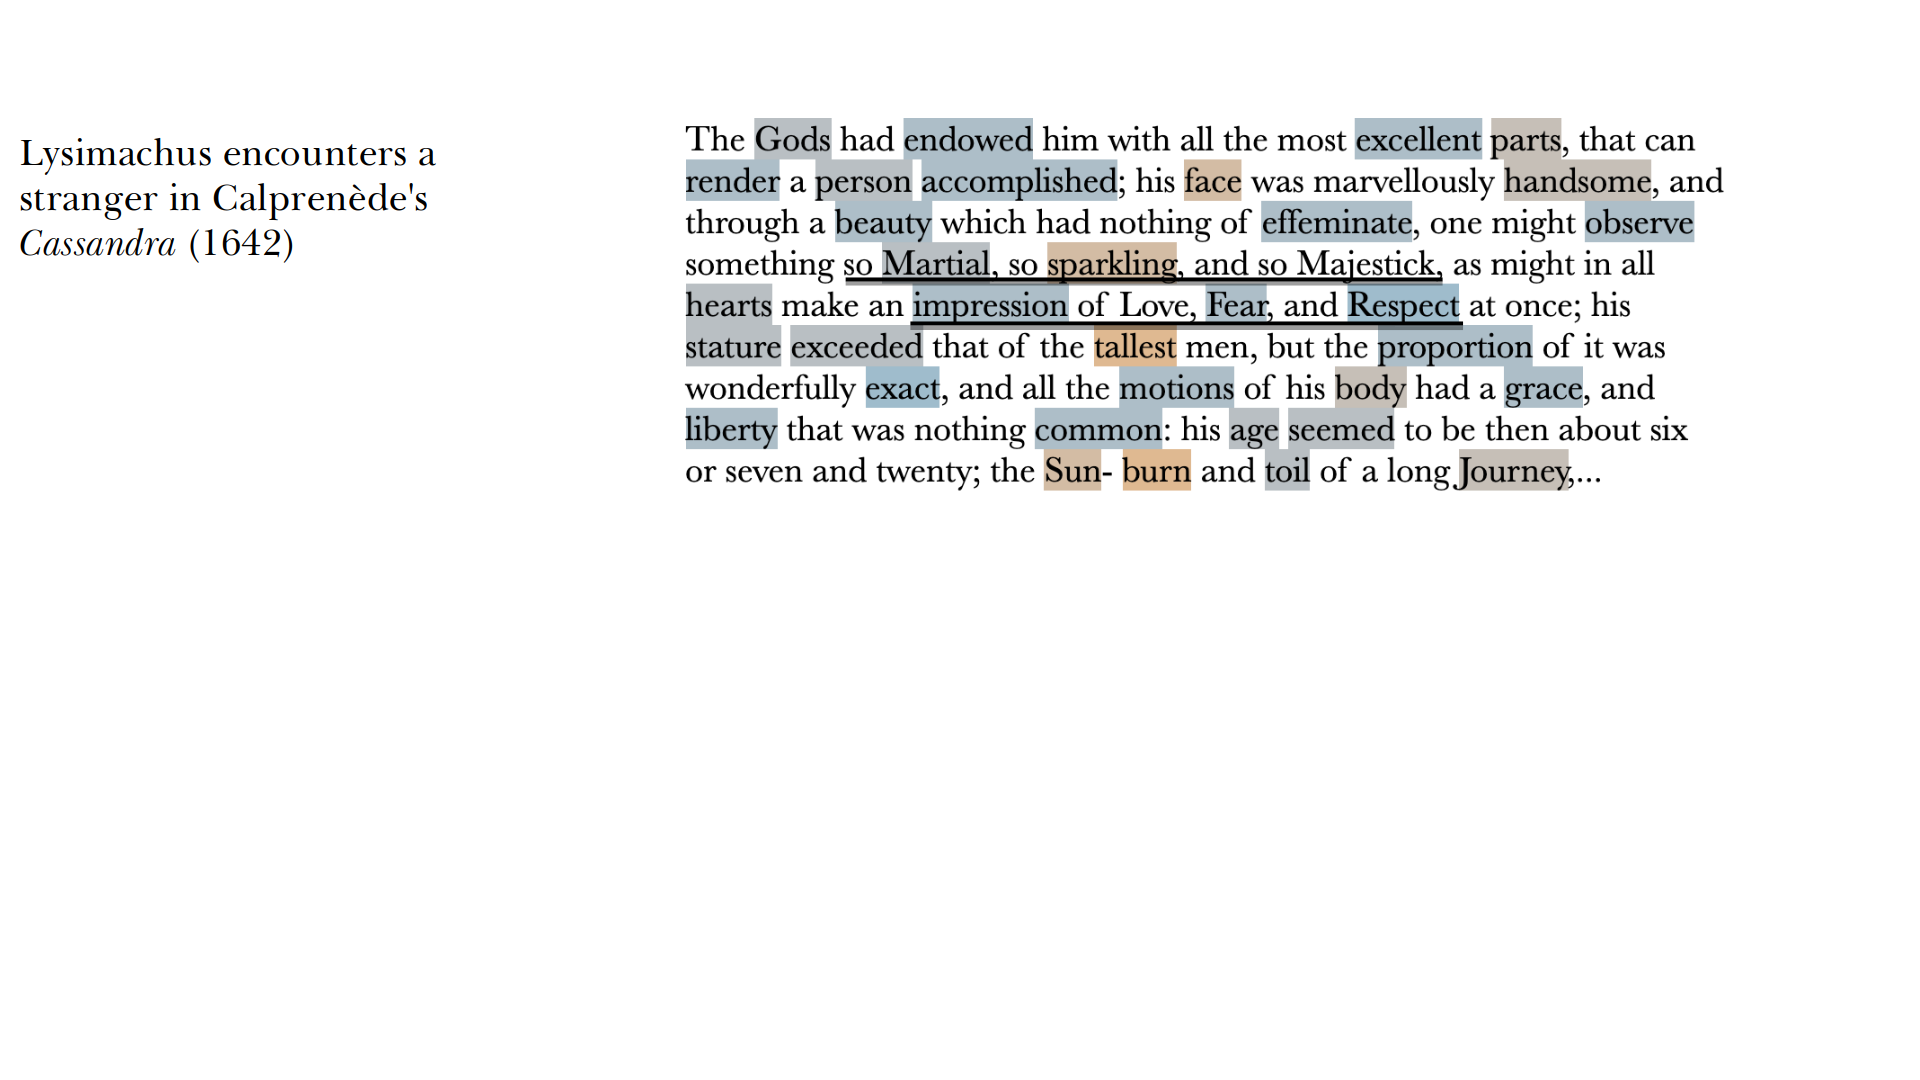 Lysimachus encounters a
stranger in Calprenède's
Cassandra (1642)
The Gods had endowed him with all the most excellent parts, that can
render a person accomplished; his face was marvellously handsome, and
through a beauty which had nothing of effeminate, one might observe
something so Martial, so sparkling, and so Majestick, as might in all
hearts make an impression of Love, Fear, and Respect at once; his
stature exceeded that of the tallest men, but the proportion of it was
wonderfully exact, and all the motions of his body had a grace, and
liberty that was nothing common: his age seemed to be then about six
or seven and twenty; the Sun- burn and toil of a long Journey,...